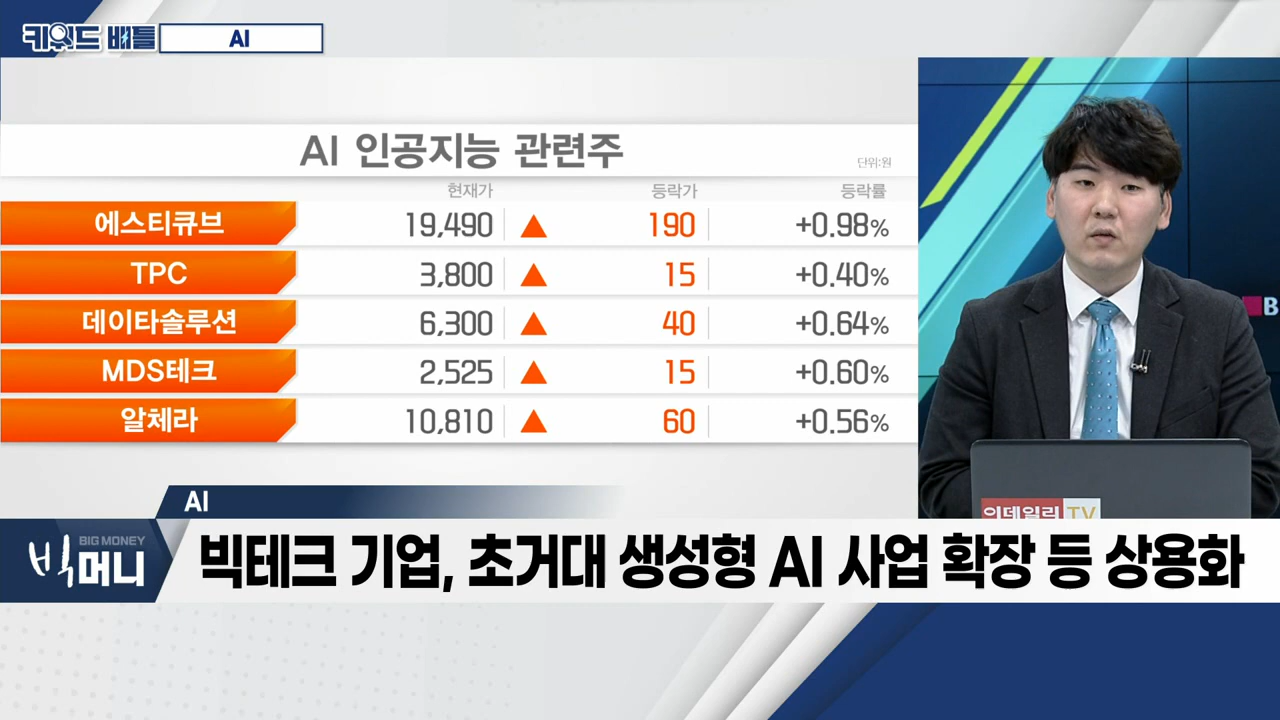 키워드 배틀
AI
AI 인공지능 관련주
단위:원
현재가 등락가 등락률
에스티큐브 19,490 ▲ 190 +0.98%
TPC 3,800 ▲ 15 +0.40%
데이타솔루션 6,300 ▲ 40 +0.64%
MDS테크 2,525 ▲ 15 +0.60%
알체라 10,810 ▲ 60 +0.56%
B
이데일리TV
AI
BIG MONEY
빅머니
빅테크 기업, 초거대 생성형 AI 사업 확장 등 상용화